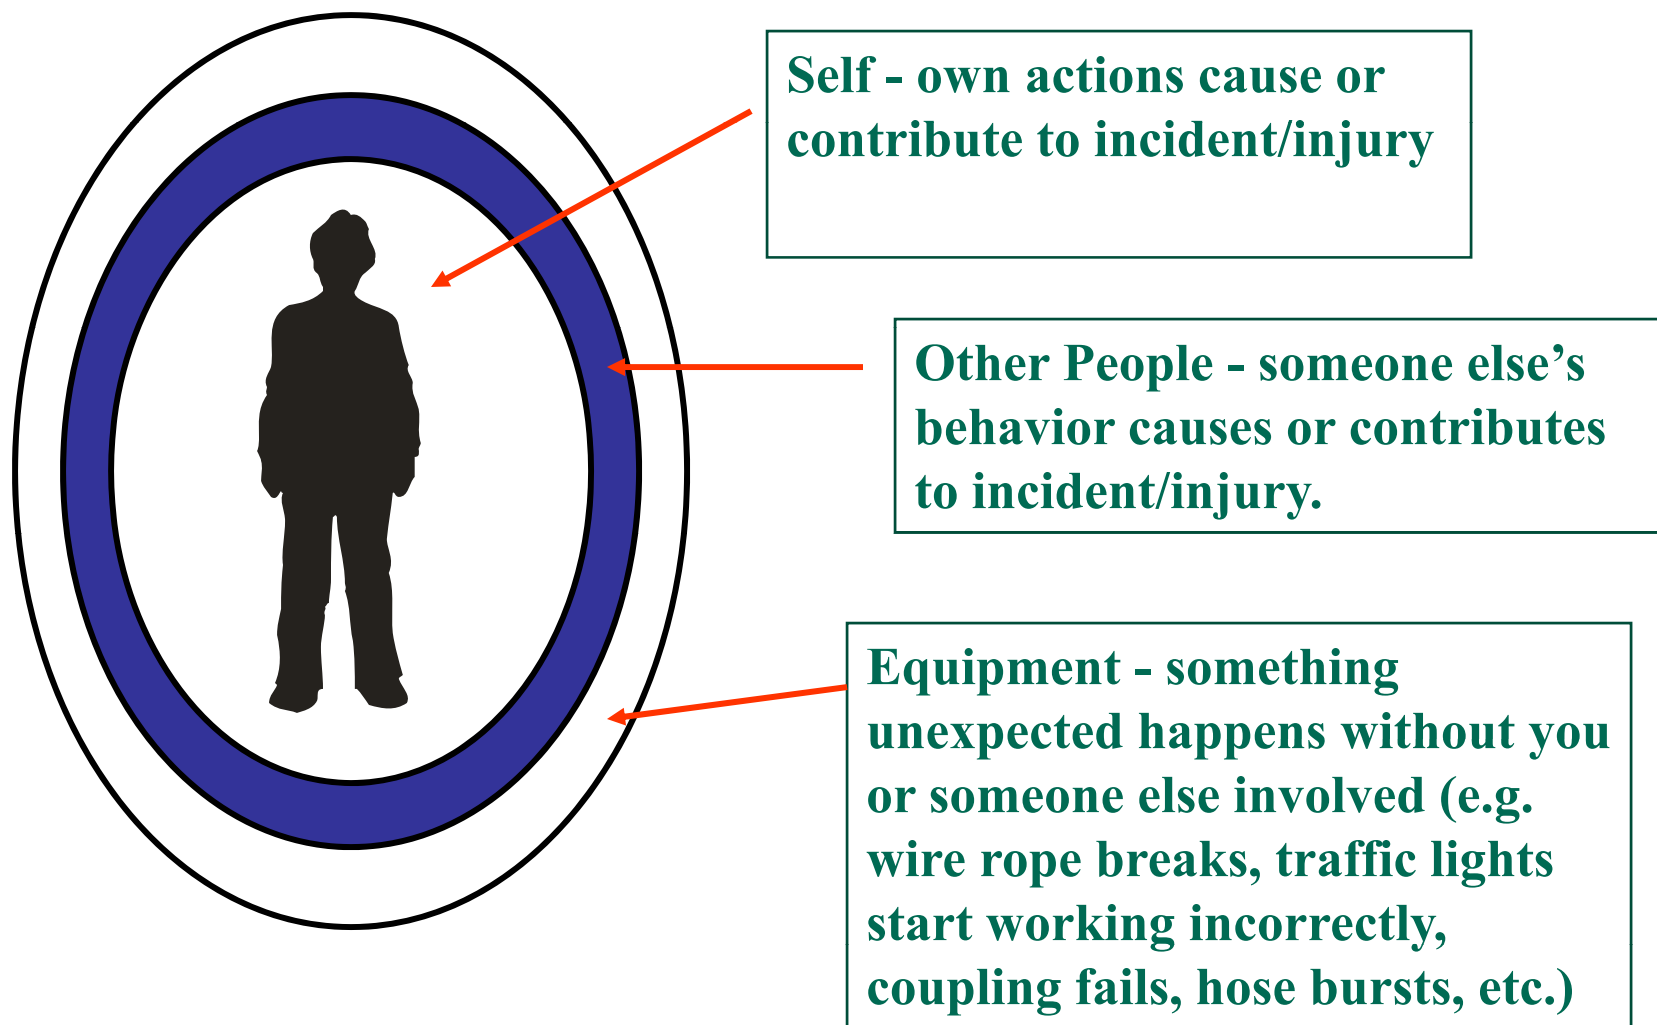 Self - own actions cause or
contribute to incident/injury
Other People - someone else’s
behavior causes or contributes
to incident/injury.
Equipment - something
unexpected happens without you
or someone else involved (e.g.
wire rope breaks, traffic lights
start working incorrectly,
coupling fails, hose bursts, etc.)